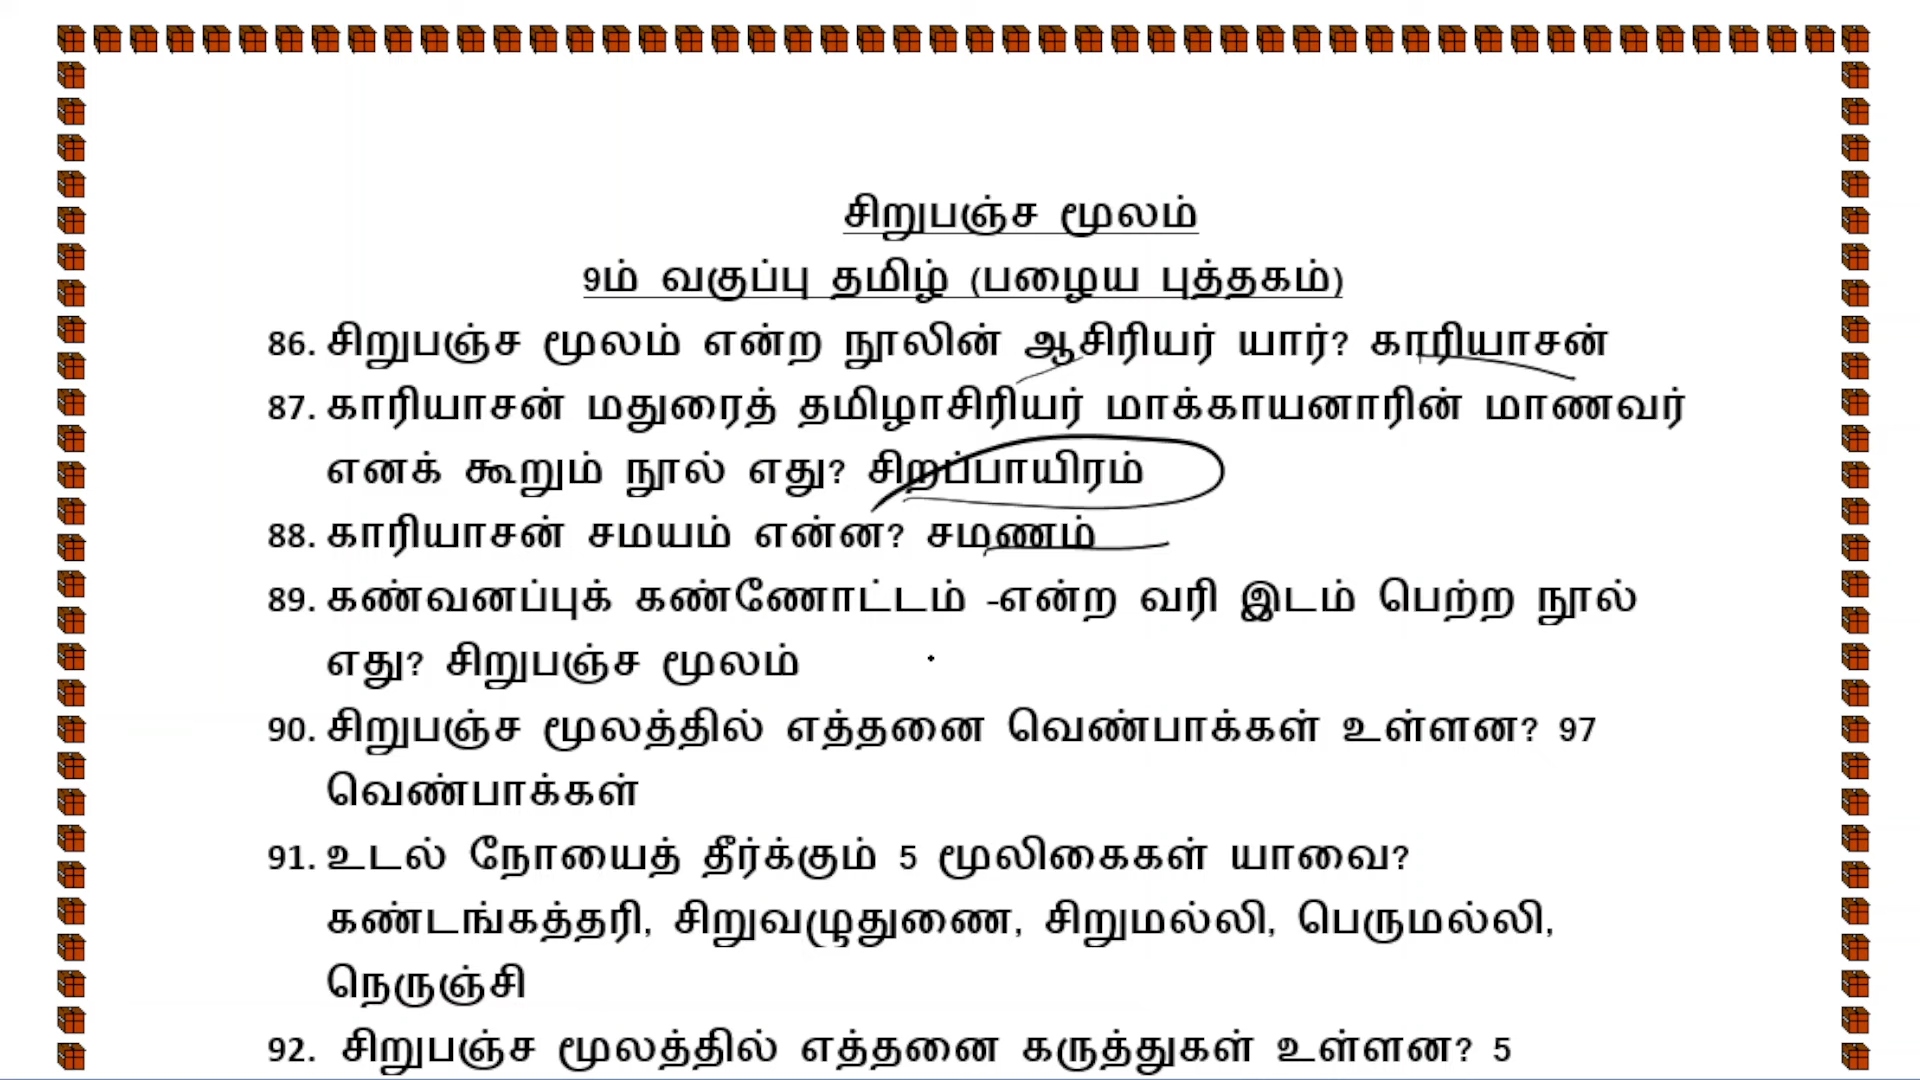 சிறுபஞ்ச மூலம்
9ம் வகுப்பு தமிழ் (பழைய புத்தகம்)
86. சிறுபஞ்ச மூலம் என்ற நூலின் ஆசிரியர் யார்? காரியாசன்
87. காரியாசன் மதுரைத் தமிழாசிரியர் மாக்காயனாரின் மாணவர்
எனக் கூறும் நூல் எது? சிறப்பாயிரம்
88. காரியாசன் சமயம் என்ன? சமணம்
89. கண்வனப்புக் கண்ணோட்டம் -என்ற வரி இடம் பெற்ற நூல்
எது? சிறுபஞ்ச மூலம்
90. சிறுபஞ்ச மூலத்தில் எத்தனை வெண்பாக்கள் உள்ளன? 97
வெண்பாக்கள்
91. உடல் நோயைத் தீர்க்கும் 5 மூலிகைகள் யாவை?
கண்டங்கத்தரி, சிறுவழுதுணை, சிறுமல்லி, பெருமல்லி,
நெருஞ்சி
92. சிறுபஞ்ச மூலத்தில் எத்தனை கருத்துகள் உள்ளன? 5